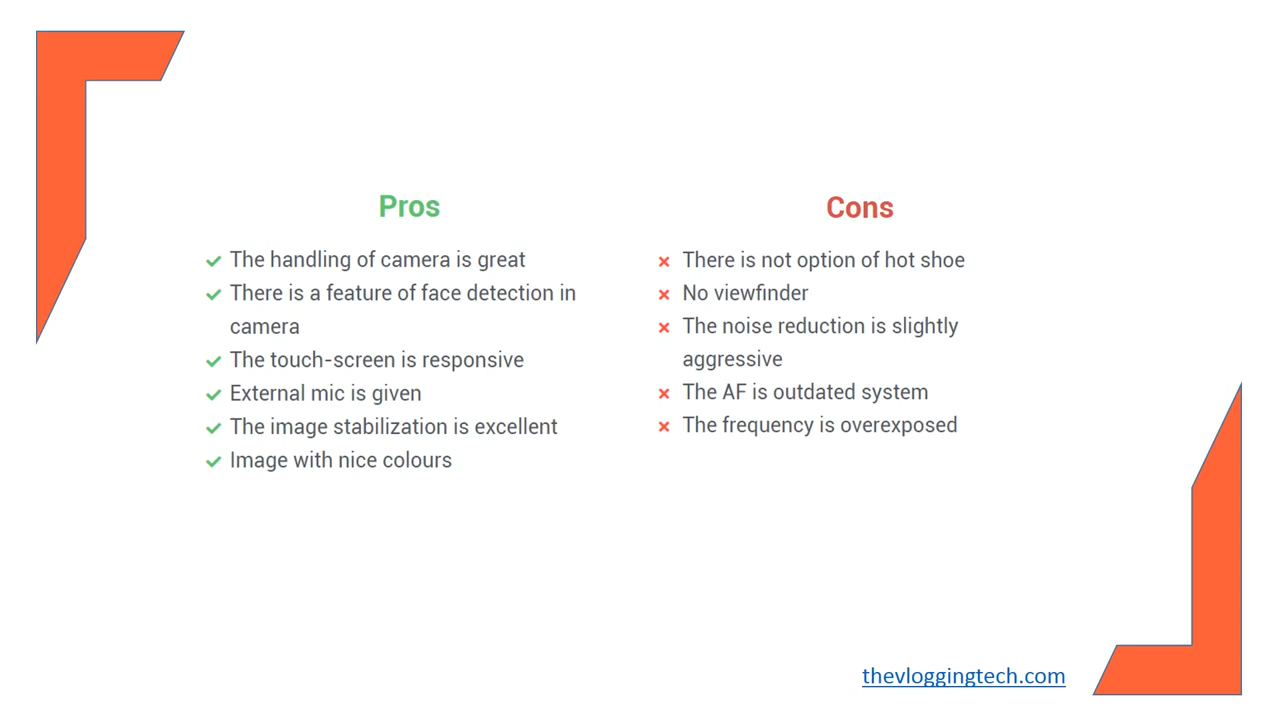 Pros
The handling of camera is great
There is a feature of face detection in
camera
The touch-screen is responsive
External mic is given
The image stabilization is excellent
Image with nice colours
Cons
There is not option of hot shoe
No viewfinder
The noise reduction is slightly
aggressive
The AF is outdated system
The frequency is overexposed
thevloggingtech.com